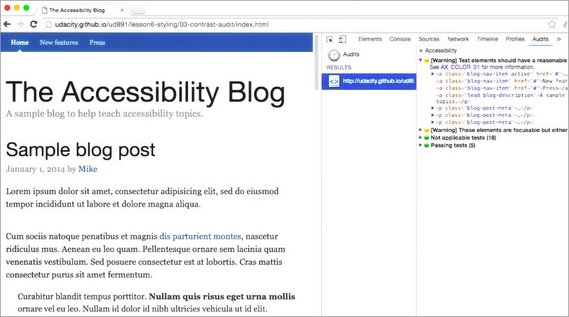 The Accessibility Blog
udacity.github.io/ud891/lesson6-styling/03-contrast-audit/index.html
Home New features Press
The Accessibility Blog
A sample blog to help teach accessibility topics.
Sample blog post
January 1, 2014 by Mike
Lorem ipsum dolor sit amet, consectetur adipisicing elit, sed do eiusmod
tempor incididunt ut labore et dolore magna aliqua.
Cum sociis natoque penatibus et magnis dis parturient montes, nascetur
ridiculus mus. Aenean eu leo quam. Pellentesque ornare sem lacinia quam
venenatis vestibulum. Sed posuere consectetur est at lobortis. Cras mattis
consectetur purus sit amet fermentum.
Curabitur blandit tempus porttitor. Nullam quis risus eget urna mollis
ornare vel eu leo. Nullam id dolor id nibh ultricies vehicula ut id elit.
Elements Console Sources Network Timeline Profiles Audits
Audits
RESULTS
http://udacity.github.io/ud89
Accessibility
[Warning] Text elements should have a reasonable
See AX_COLOR_01 for more information.
<a class="blog-nav-item active" href="#"
<a class="blog-nav-item" href="#">New fea
<a class="blog-nav-item" href="#">Press</a
<p class="lead blog-description">A sample
topics.</p>
<p class="blog-post-meta">…</p>
<p class="blog-post-meta">…</p>
<p class="blog-post-meta">…</p>
[Warning] These elements are focusable but either
Not applicable tests (18)
Passing tests (5)